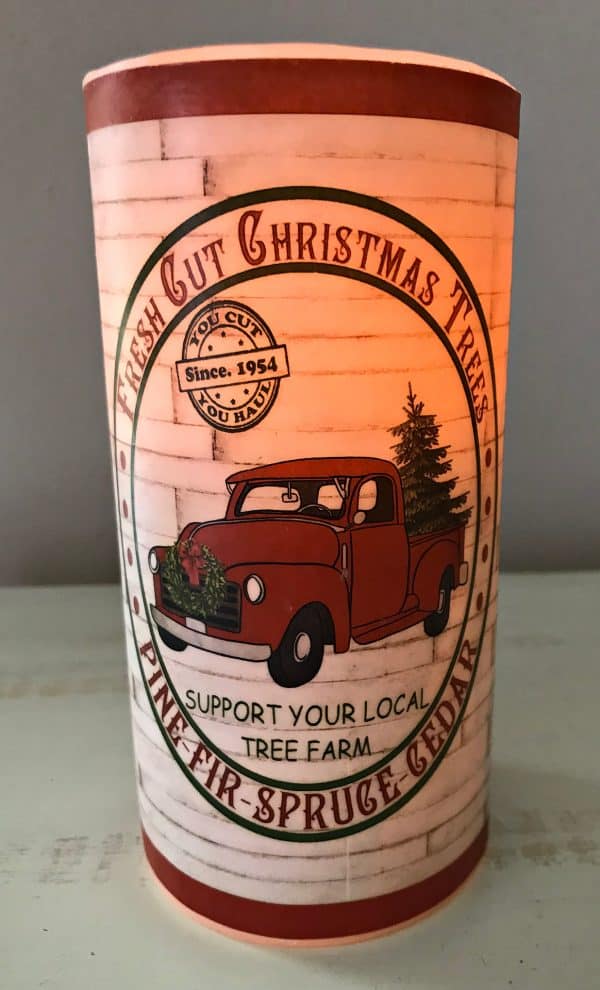 FRESH CUT CHRISTMAS TREES
YOU CUT
Since. 1954
YOU HAUL
SUPPORT YOUR LOCAL
TREE FARM
PINE-FIR-SPRUCE-CEDAR